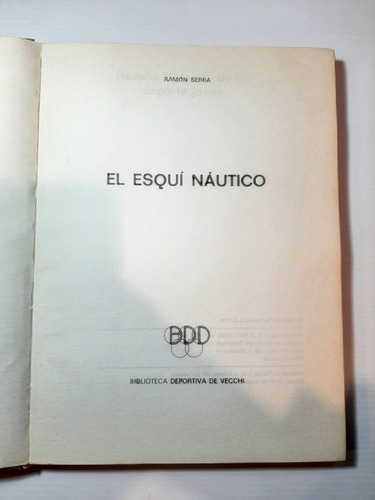 RAMÓN SERRA
EL ESQUÍ NÁUTICO
BDD
BIBLIOTECA DEPORTIVA DE VECCHI